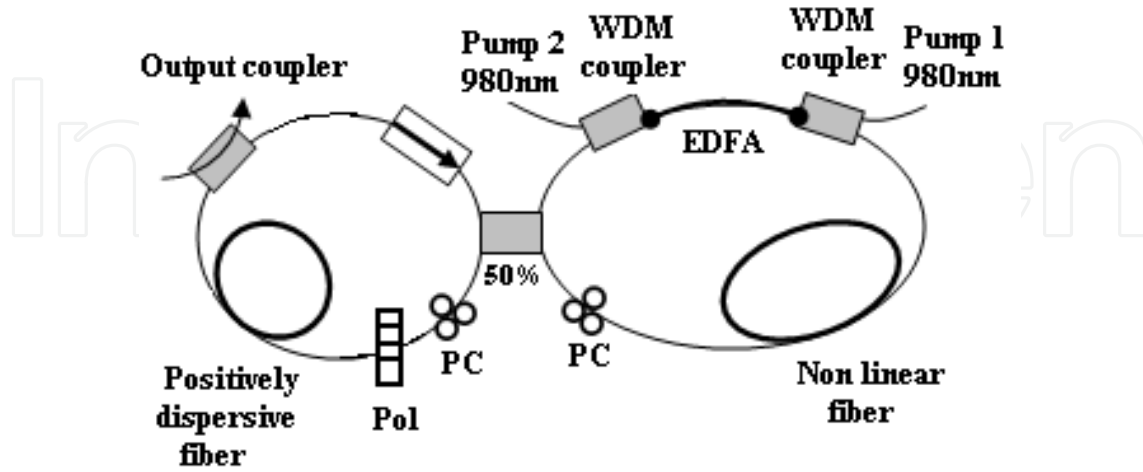 Output coupler
Pump 2
980nm
WDM
coupler
WDM
coupler
Pump 1
980nm
EDFA
50%
PC
PC
Pol
Positively
dispersive
fiber
Non linear
fiber